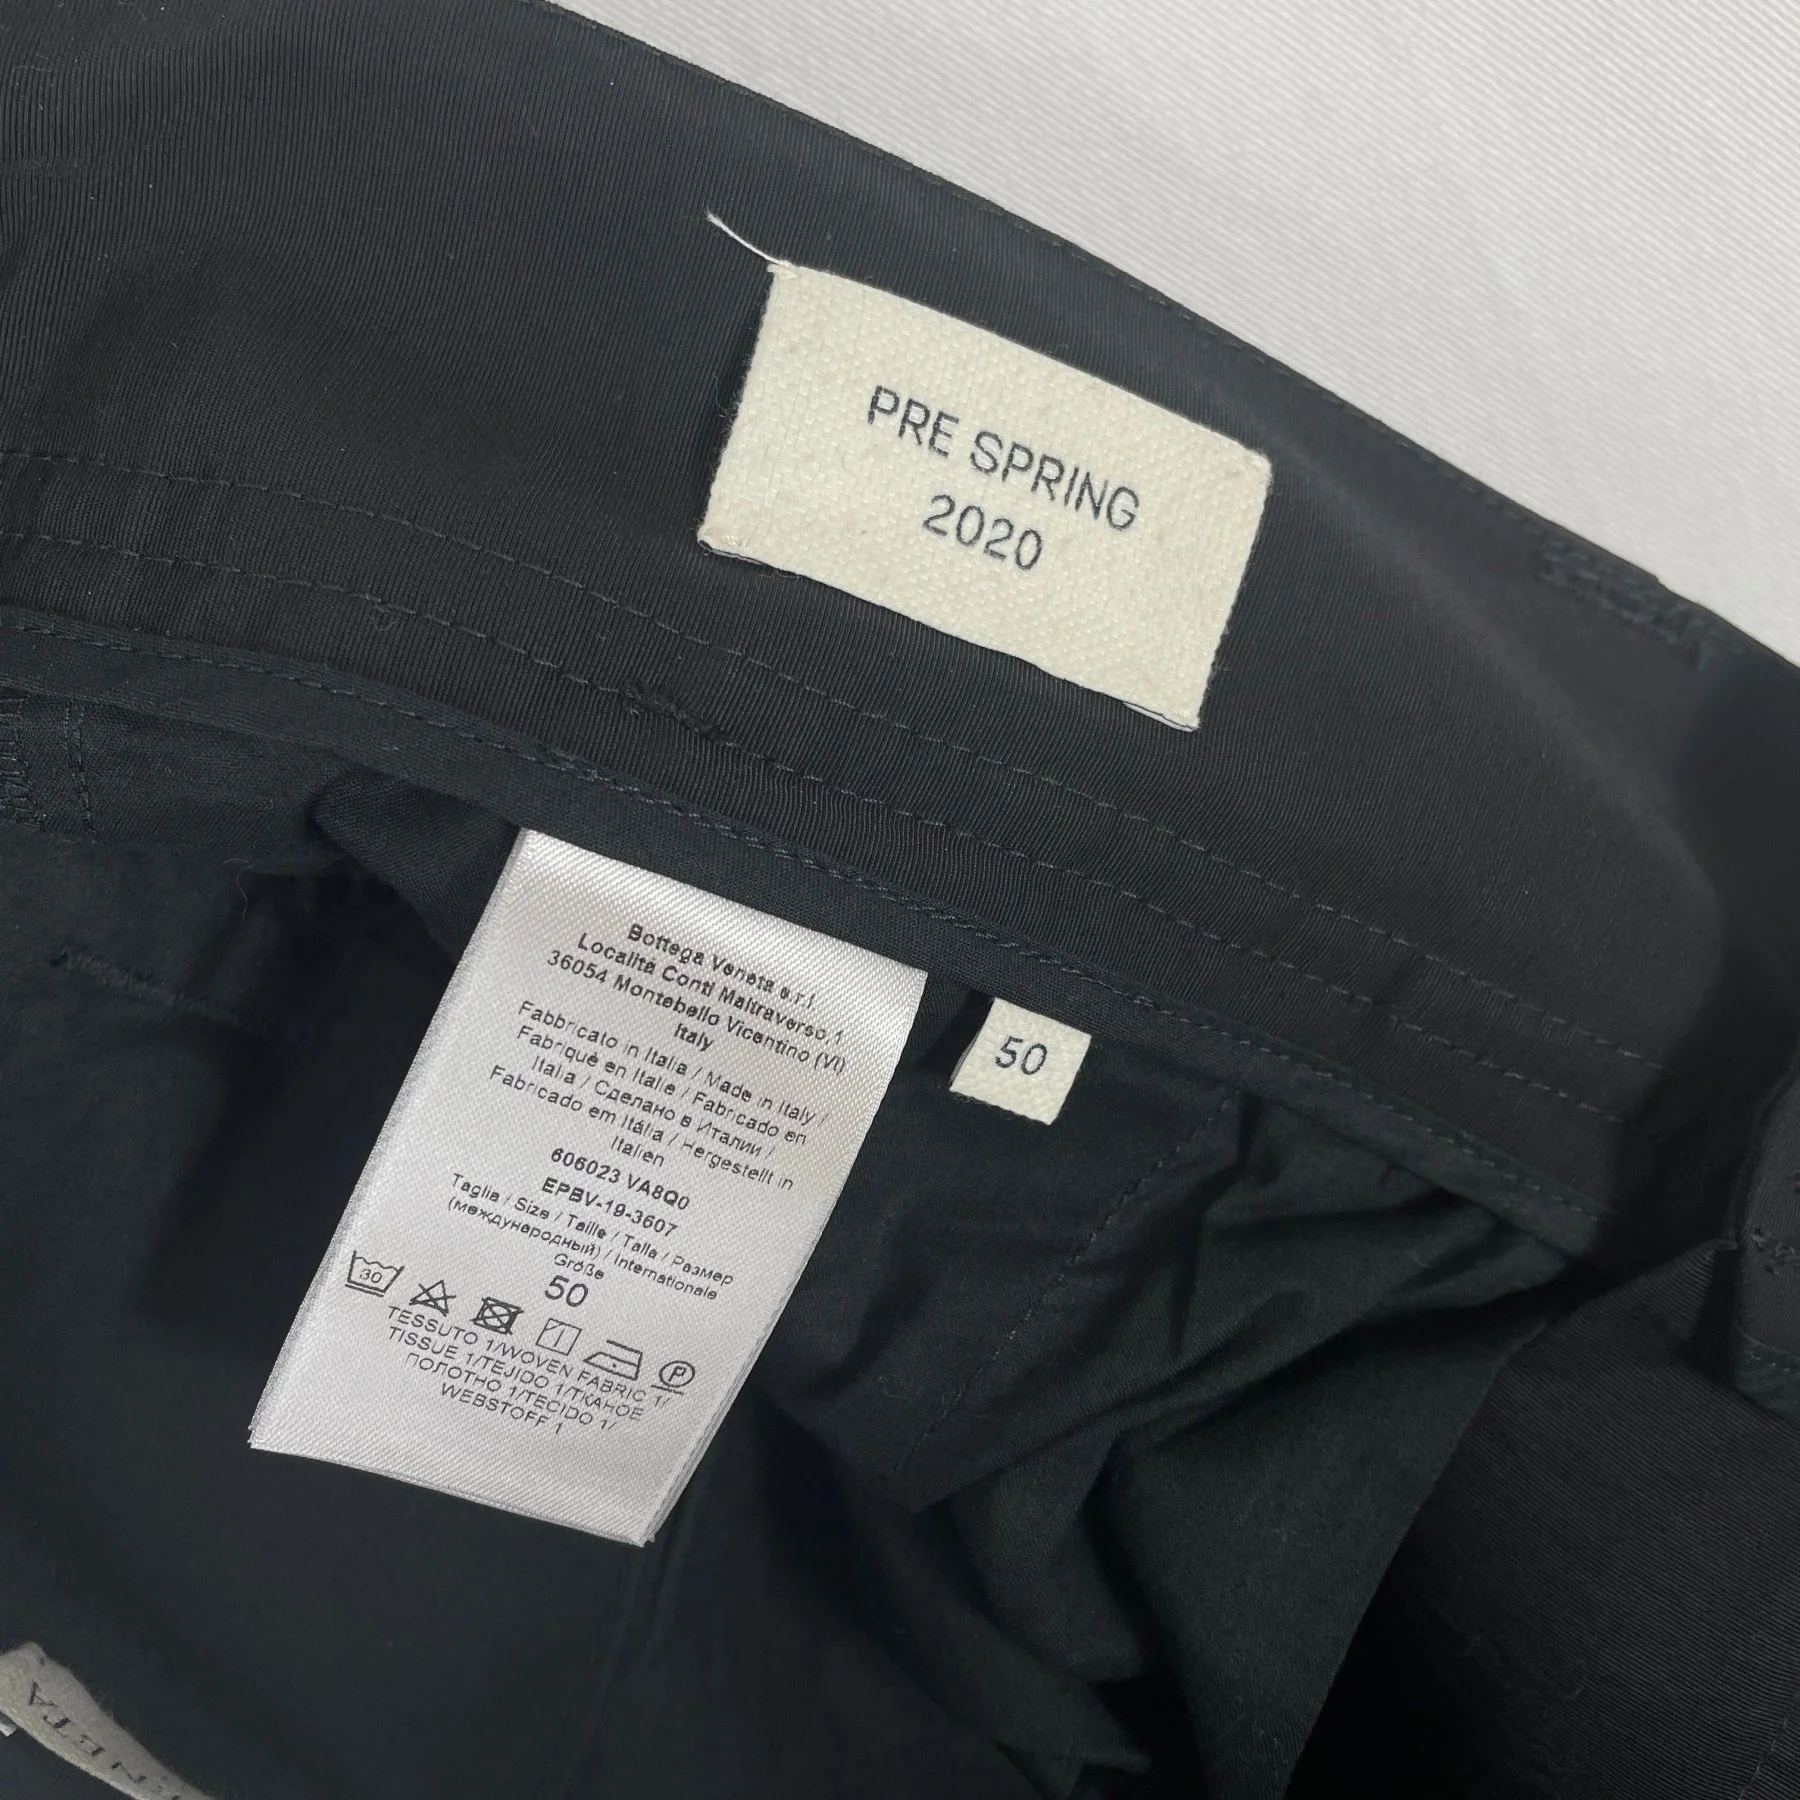 PRE SPRING
2020
Bottega Veneta s.r.l
Località Conti Maltraverso,1
36054 Montebello Vicentino (VI)
Italy
Fabbricato in Italia / Made in Italy /
Fabriqué en Italie / Fabricado en
Italia / Сделано в Италии /
Fabricado em Itália / Hergestellt in
Italien
606023 VA8Q0
EPBV-19-3607
Taglia / Size / Taille / Talla / Размер
(международный) / Internationale
Größe
50
30
P
TESSUTO 1/WOVEN FABRIC 1/
TISSUE 1/TEJIDO 1/ТКАНОЕ
ПОЛОТНО 1/TECIDO 1/
WEBSTOFF 1
50
ENETA